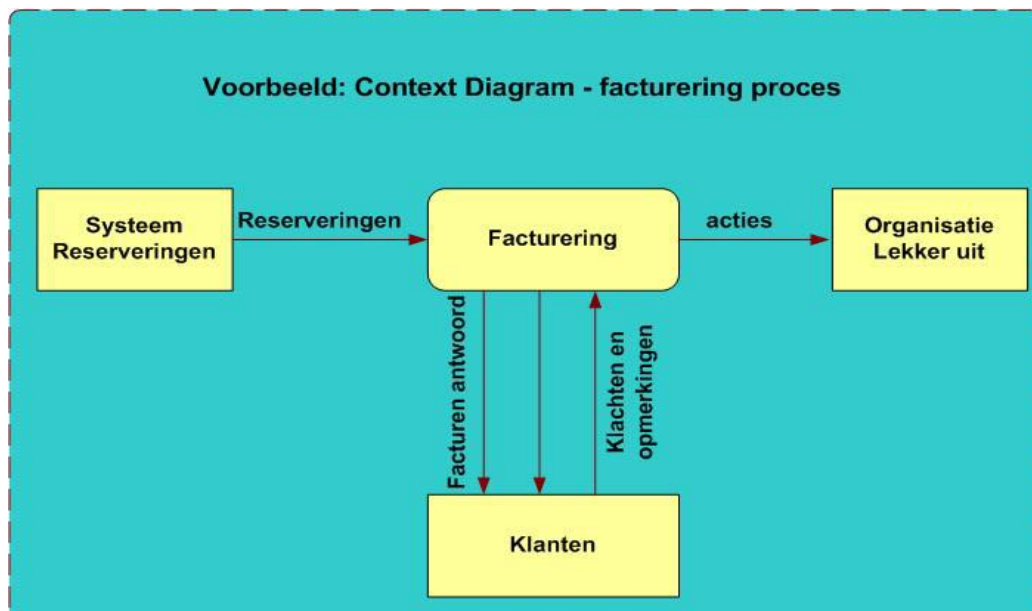 Voorbeeld: Context Diagram - facturering proces
Systeem
Reserveringen
Reserveringen
Facturering
acties
Organisatie
Lekker uit
Facturen antwoord
Klachten en
opmerkingen
Klanten